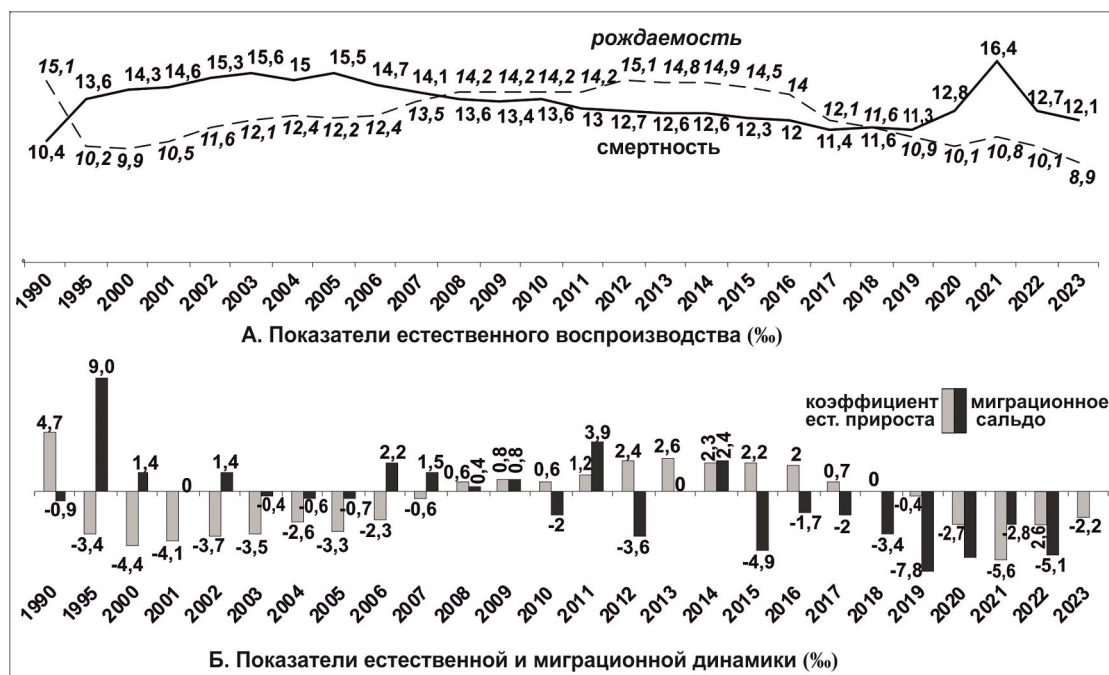 рождаемость
15,1 13,6 14,3 14,6 15,3 15,6 15 15,5 14,7 14,1 14,2 14,2 14,2 14,2 15,1 14,8 14,9 14,5 14 12,1 11,6 11,3 12,8 16,4 12,7 12,1
10,4 10,2 9,9 10,5 11,6 12,1 12,4 12,2 12,4 13,5 13,6 13,4 13,6 13 12,7 12,6 12,6 12,3 12 11,4 11,6 10,9 10,1 10,8 10,1 8,9
смертность
1990 1995 2000 2001 2002 2003 2004 2005 2006 2007 2008 2009 2010 2011 2012 2013 2014 2015 2016 2017 2018 2019 2020 2021 2022 2023
А. Показатели естественного воспроизводства (‰)
коэффициент ест. прироста
миграционное сальдо
4,7 9,0 1,4 0 1,4 2,2 1,5 0,6 0,4 0,8 0,8 0,6 1,2 3,9 2,4 2,6 0 2,3 2,4 2,2 2 0,7 0
-0,9 -3,4 -4,4 -4,1 -3,7 -3,5 -0,4 -2,6 -0,6 -3,3 -0,7 -2,3 -0,6 -2 -3,6 -4,9 -1,7 -2 -3,4 -0,4 -7,8 -2,7 -5,6 -2,8 2,6 -5,1 -2,2
1990 1995 2000 2001 2002 2003 2004 2005 2006 2007 2008 2009 2010 2011 2012 2013 2014 2015 2016 2017 2018 2019 2020 2021 2022 2023
Б. Показатели естественной и миграционной динамики (‰)